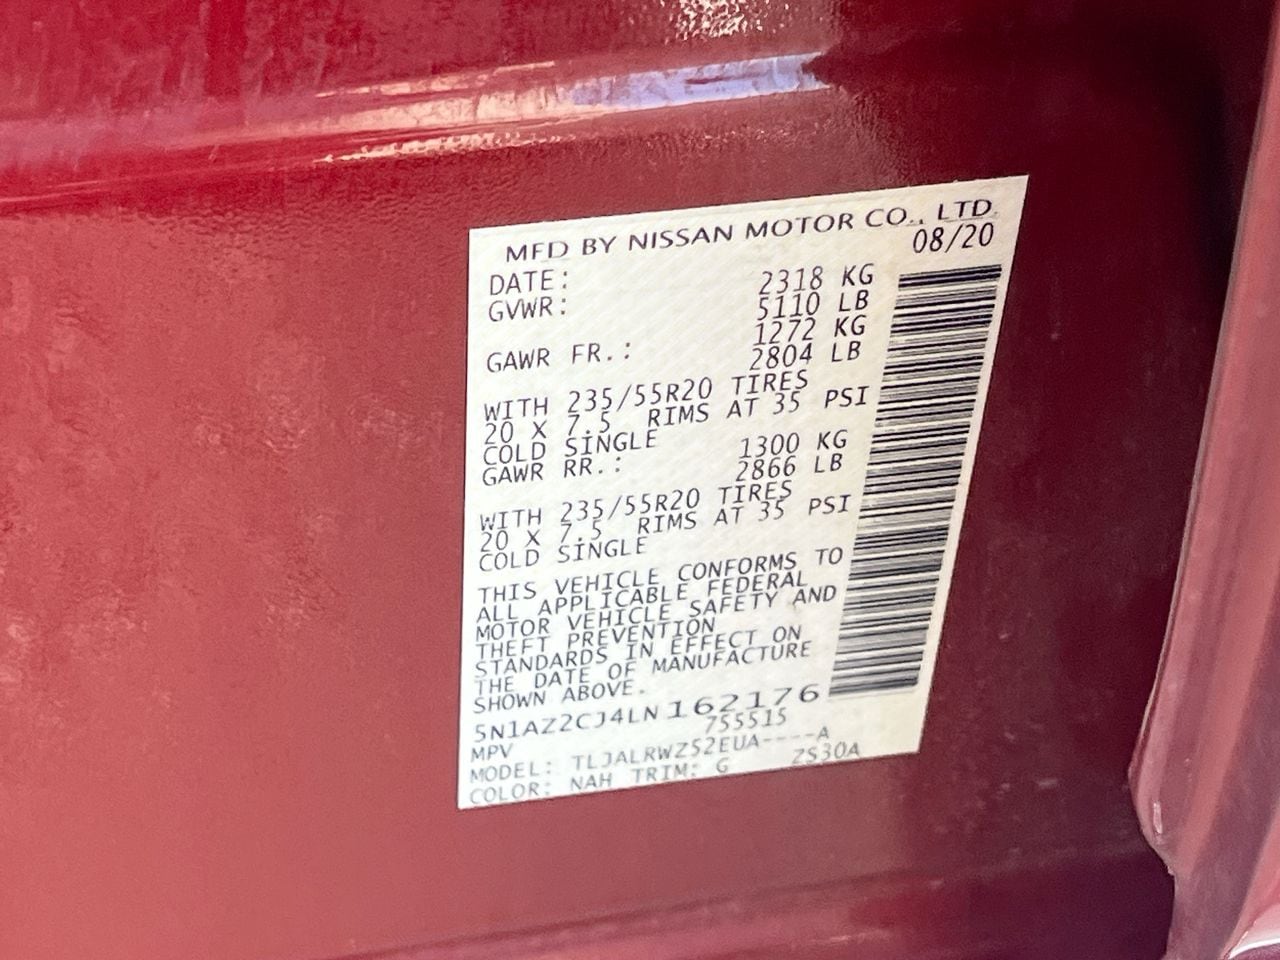 MFD BY NISSAN MOTOR CO., LTD.
DATE: 08/20
GVWR: 2318 KG
5110 LB
GAWR FR.: 1272 KG
2804 LB
WITH 235/55R20 TIRES
20 X 7.5 RIMS AT 35 PSI
COLD SINGLE
GAWR RR.: 1300 KG
2866 LB
WITH 235/55R20 TIRES
20 X 7.5 RIMS AT 35 PSI
COLD SINGLE
THIS VEHICLE CONFORMS TO
ALL APPLICABLE FEDERAL
MOTOR VEHICLE SAFETY AND
THEFT PREVENTION
STANDARDS IN EFFECT ON
THE DATE OF MANUFACTURE
SHOWN ABOVE.
5N1AZ2CJ4LN162176
MPV 755515
MODEL: TLJALRWZ52EUA----A
COLOR: NAH TRIM: G ZS30A